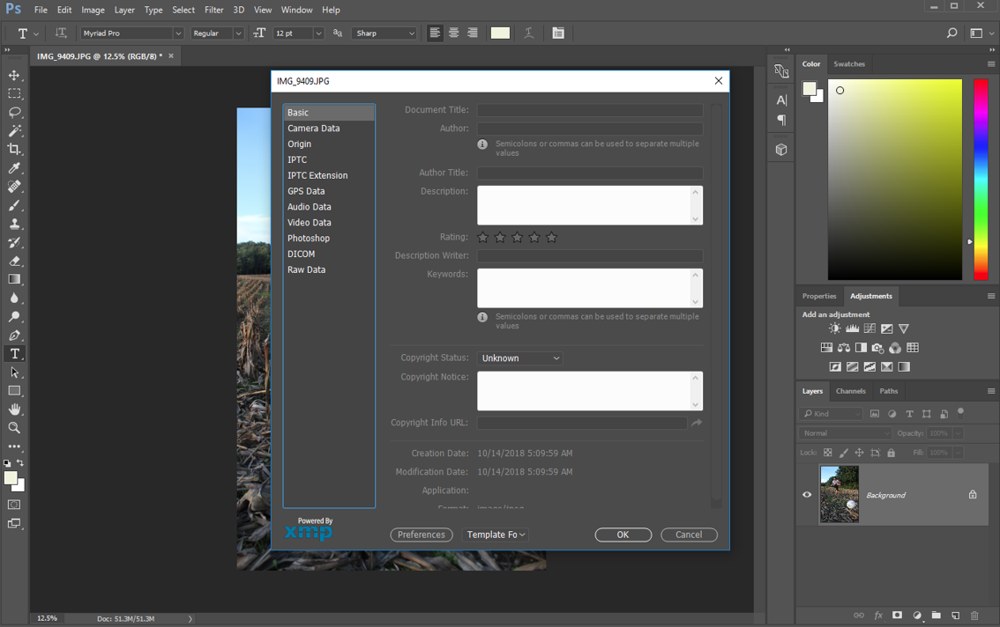 Ps File Edit Image Layer Type Select Filter 3D View Window Help
T Myriad Pro Regular 12 pt aa Sharp
IMG_9409.JPG @ 12.5% (RGB/8) * ×
IMG_9409.JPG
Basic
Camera Data
Origin
IPTC
IPTC Extension
GPS Data
Audio Data
Video Data
Photoshop
DICOM
Raw Data
Document Title:
Author:
Semicolons or commas can be used to separate multiple
values
Author Title:
Description:
Rating:
Description Writer:
Keywords:
Semicolons or commas can be used to separate multiple
values
Copyright Status: Unknown
Copyright Notice:
Copyright Info URL:
Creation Date: 10/14/2018 5:09:59 AM
Modification Date: 10/14/2018 5:09:59 AM
Application:
Format: image/jpeg
Powered By
xmp
Preferences Template Fo OK Cancel
Color Swatches
Properties Adjustments
Add an adjustment
Layers Channels Paths
Kind
Normal Opacity: 100%
Lock: Fill: 100%
Background
fx
12.5% Doc: 51.3M/51.3M